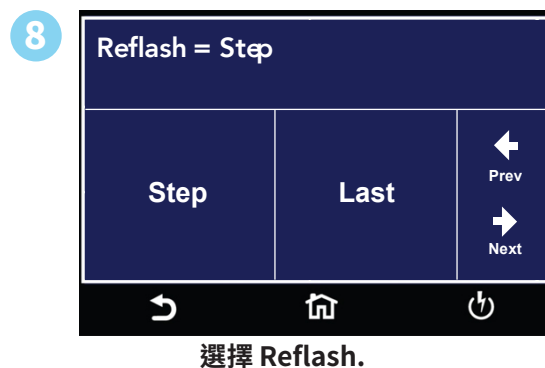 8
Reflash = Step
Step
Last
Prev
Next
選擇 Reflash.